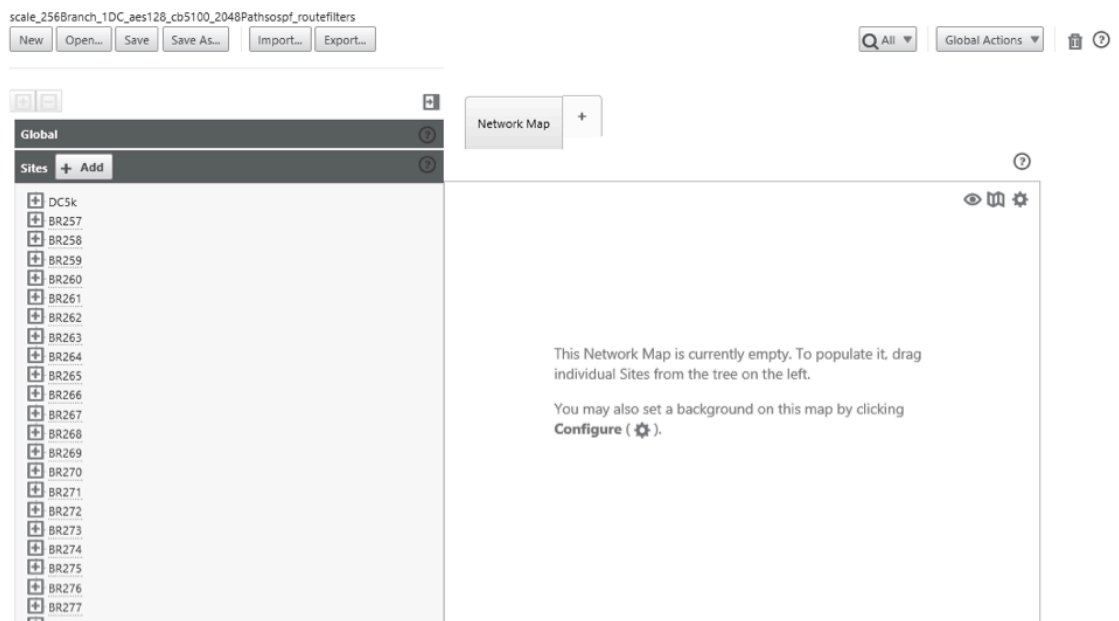 scale_256Branch_1DC_aes128_cb5100_2048Pathsospf_routefilters
New Open... Save Save As... Import... Export... All Global Actions
Network Map +
Global
Sites + Add
DC5k
BR257
BR258
BR259
BR260
BR261
BR262
BR263
BR264
BR265
BR266
BR267
BR268
BR269
BR270
BR271
BR272
BR273
BR274
BR275
BR276
BR277
This Network Map is currently empty. To populate it, drag
individual Sites from the tree on the left.
You may also set a background on this map by clicking
Configure ( ).